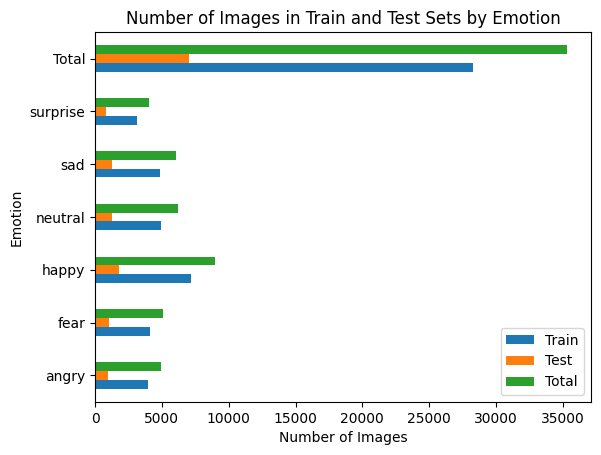 Number of Images in Train and Test Sets by Emotion
Emotion
Total
surprise
sad
neutral
happy
fear
angry
Train
Test
Total
0 5000 10000 15000 20000 25000 30000 35000
Number of Images